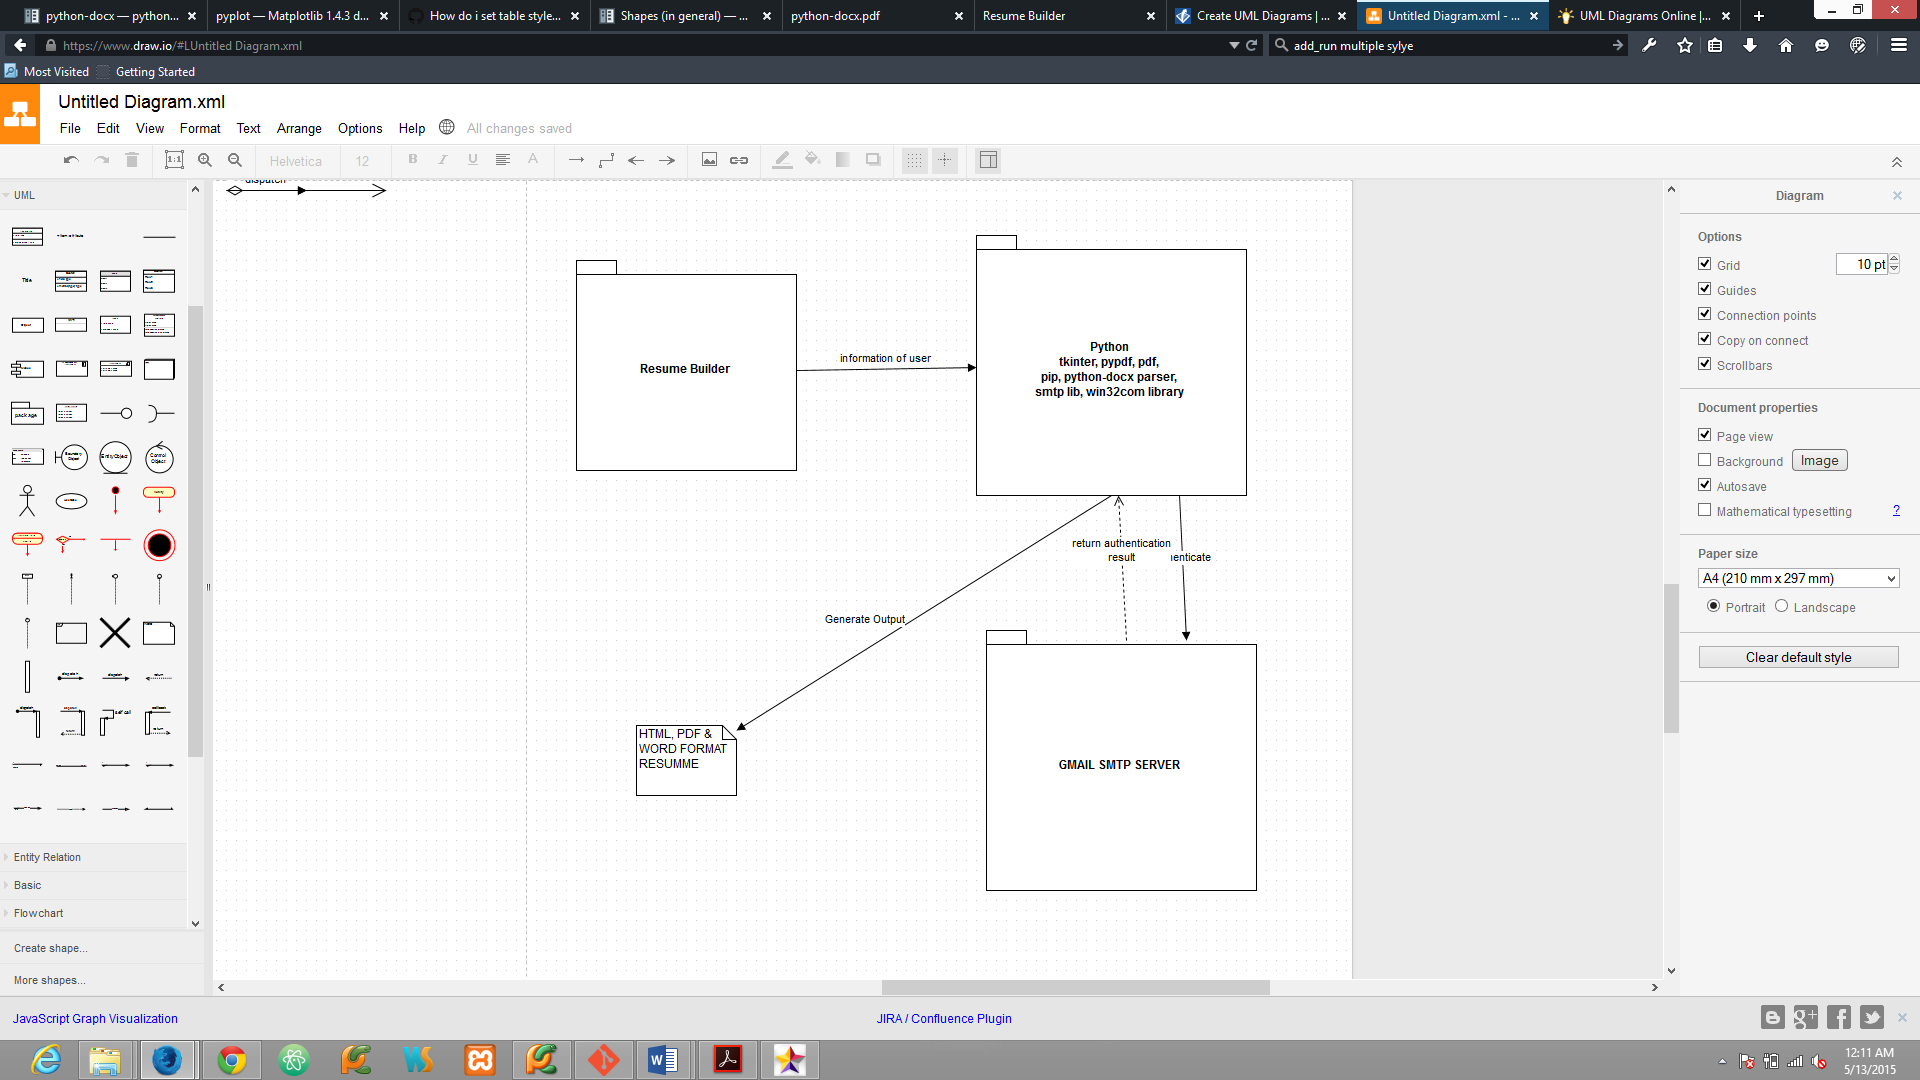 python-docx — python...
pyplot — Matplotlib 1.4.3 d...
How do i set table style...
Shapes (in general) — ...
python-docx.pdf
Resume Builder
Create UML Diagrams | ...
Untitled Diagram.xml - ...
UML Diagrams Online |...
https://www.draw.io/#LUntitled Diagram.xml
add_run multiple sylye
Most Visited
Getting Started
Untitled Diagram.xml
File Edit View Format Text Arrange Options Help All changes saved
1:1
Helvetica
12
B I U A
UML
dispatch
Diagram
Options
Grid
10 pt
Guides
Connection points
Copy on connect
Scrollbars
Document properties
Page view
Background
Image
Autosave
Mathematical typesetting
?
Paper size
A4 (210 mm x 297 mm)
Portrait
Landscape
Clear default style
Title
package
Resume Builder
information of user
Python
tkinter, pypdf, pdf,
pip, python-docx parser,
smtp lib, win32com library
return authentication
result
enticate
Generate Output
HTML, PDF &
WORD FORMAT
RESUMME
GMAIL SMTP SERVER
Entity Relation
Basic
Flowchart
Create shape...
More shapes...
JavaScript Graph Visualization
JIRA / Confluence Plugin
12:11 AM
5/13/2015